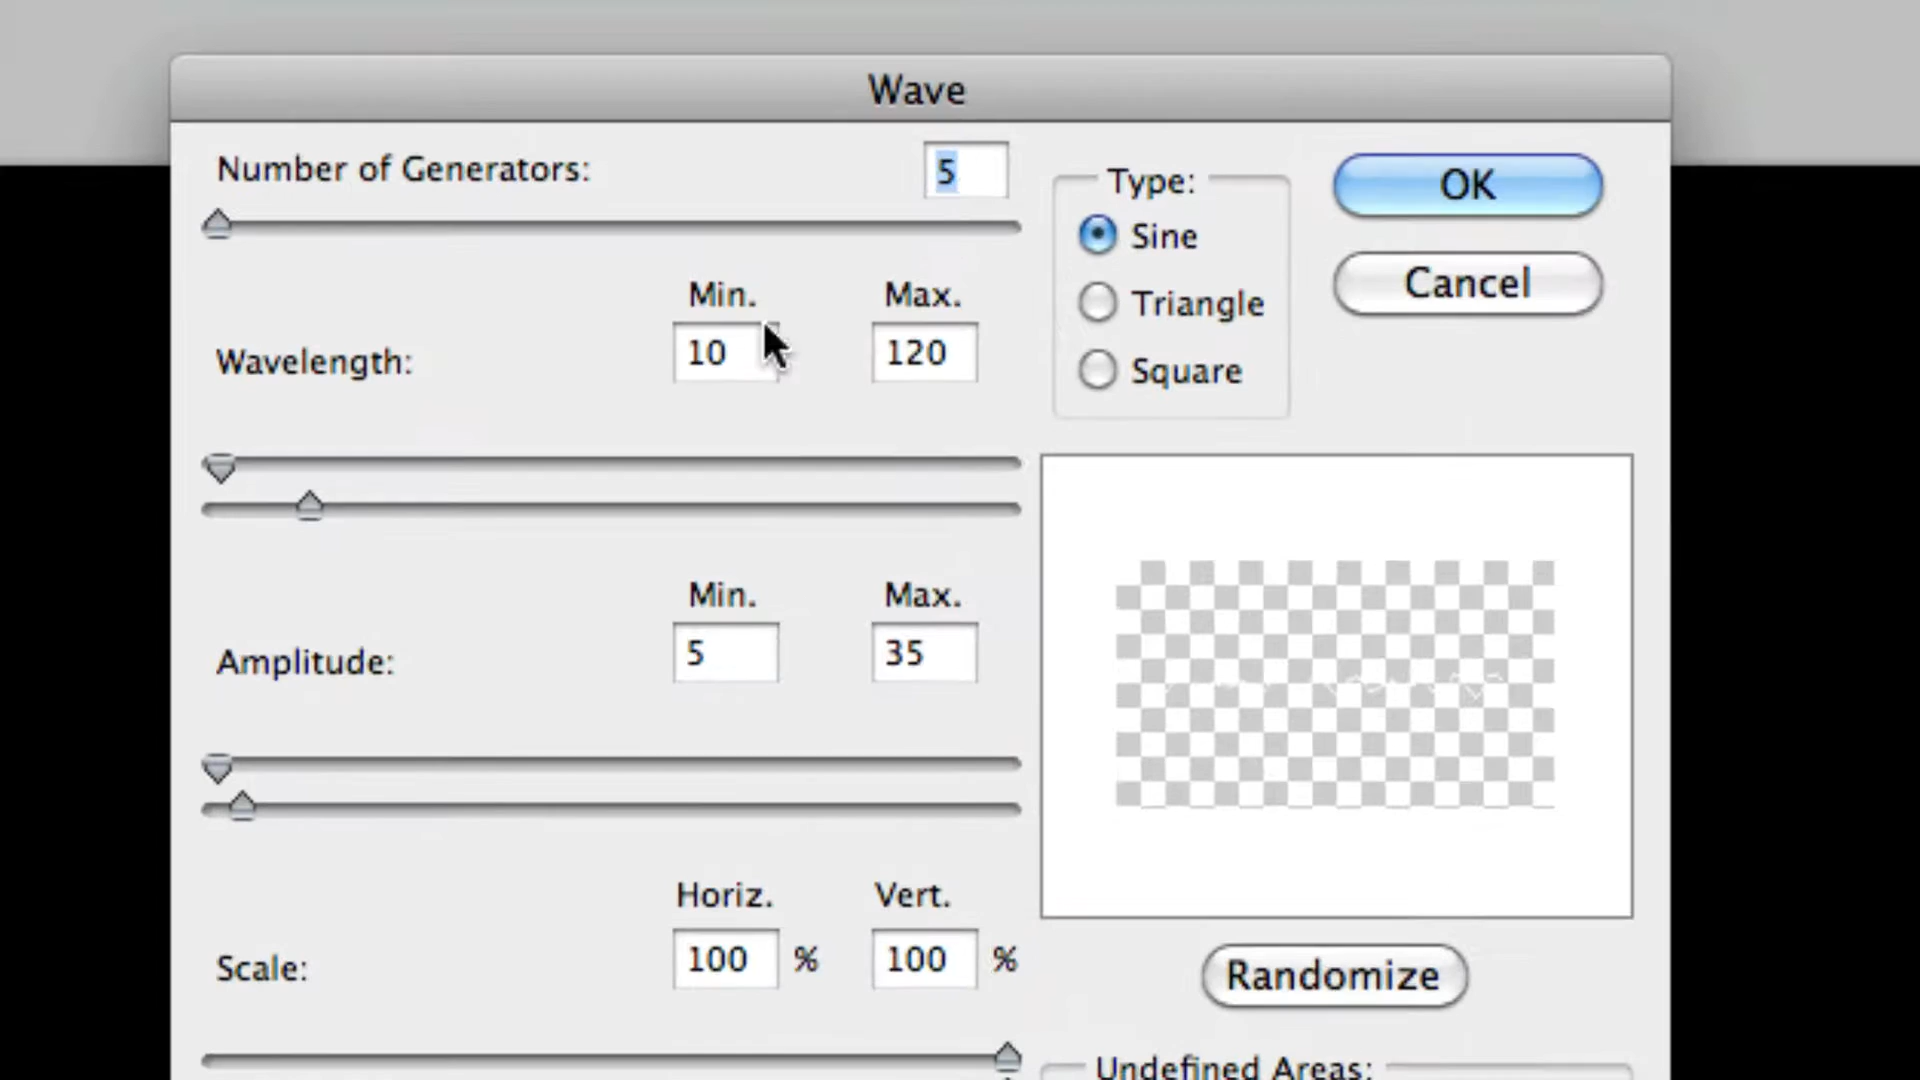 Wave
Number of Generators: 5
Type:
Sine
Triangle
Square
OK
Cancel
Min. Max.
Wavelength: 10 120
Min. Max.
Amplitude: 5 35
Horiz. Vert.
Scale: 100 % 100 %
Randomize
Undefined Areas: